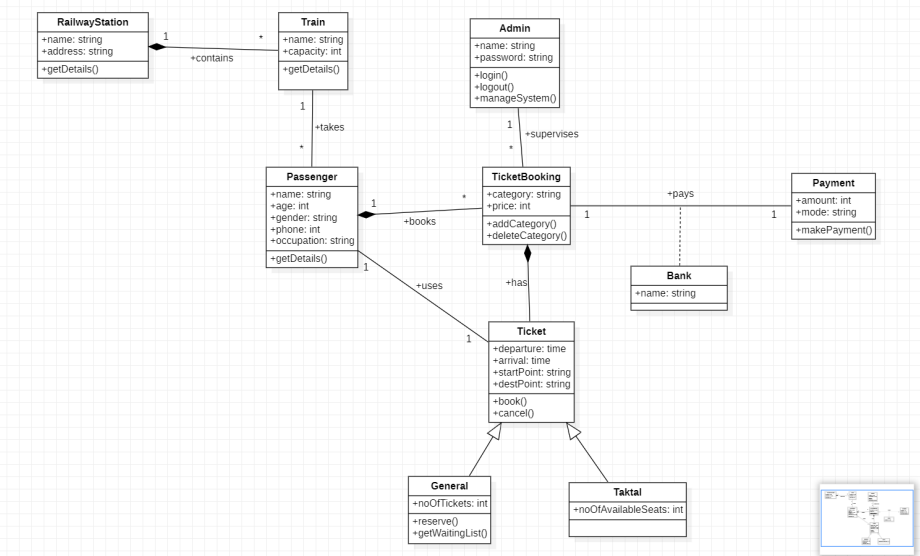 RailwayStation
+name: string
+address: string
+getDetails()
1
*
+contains
Train
+name: string
+capacity: int
+getDetails()
Admin
+name: string
+password: string
+login()
+logout()
+manageSystem()
1
+takes
*
1
+supervises
*
Passenger
+name: string
+age: int
+gender: string
+phone: int
+occupation: string
+getDetails()
1
*
+books
TicketBooking
+category: string
+price: int
+addCategory()
+deleteCategory()
+pays
1
1
Payment
+amount: int
+mode: string
+makePayment()
Bank
+name: string
1
+uses
1
+has
Ticket
+departure: time
+arrival: time
+startPoint: string
+destPoint: string
+book()
+cancel()
General
+noOfTickets: int
+reserve()
+getWaitingList()
Taktal
+noOfAvailableSeats: int